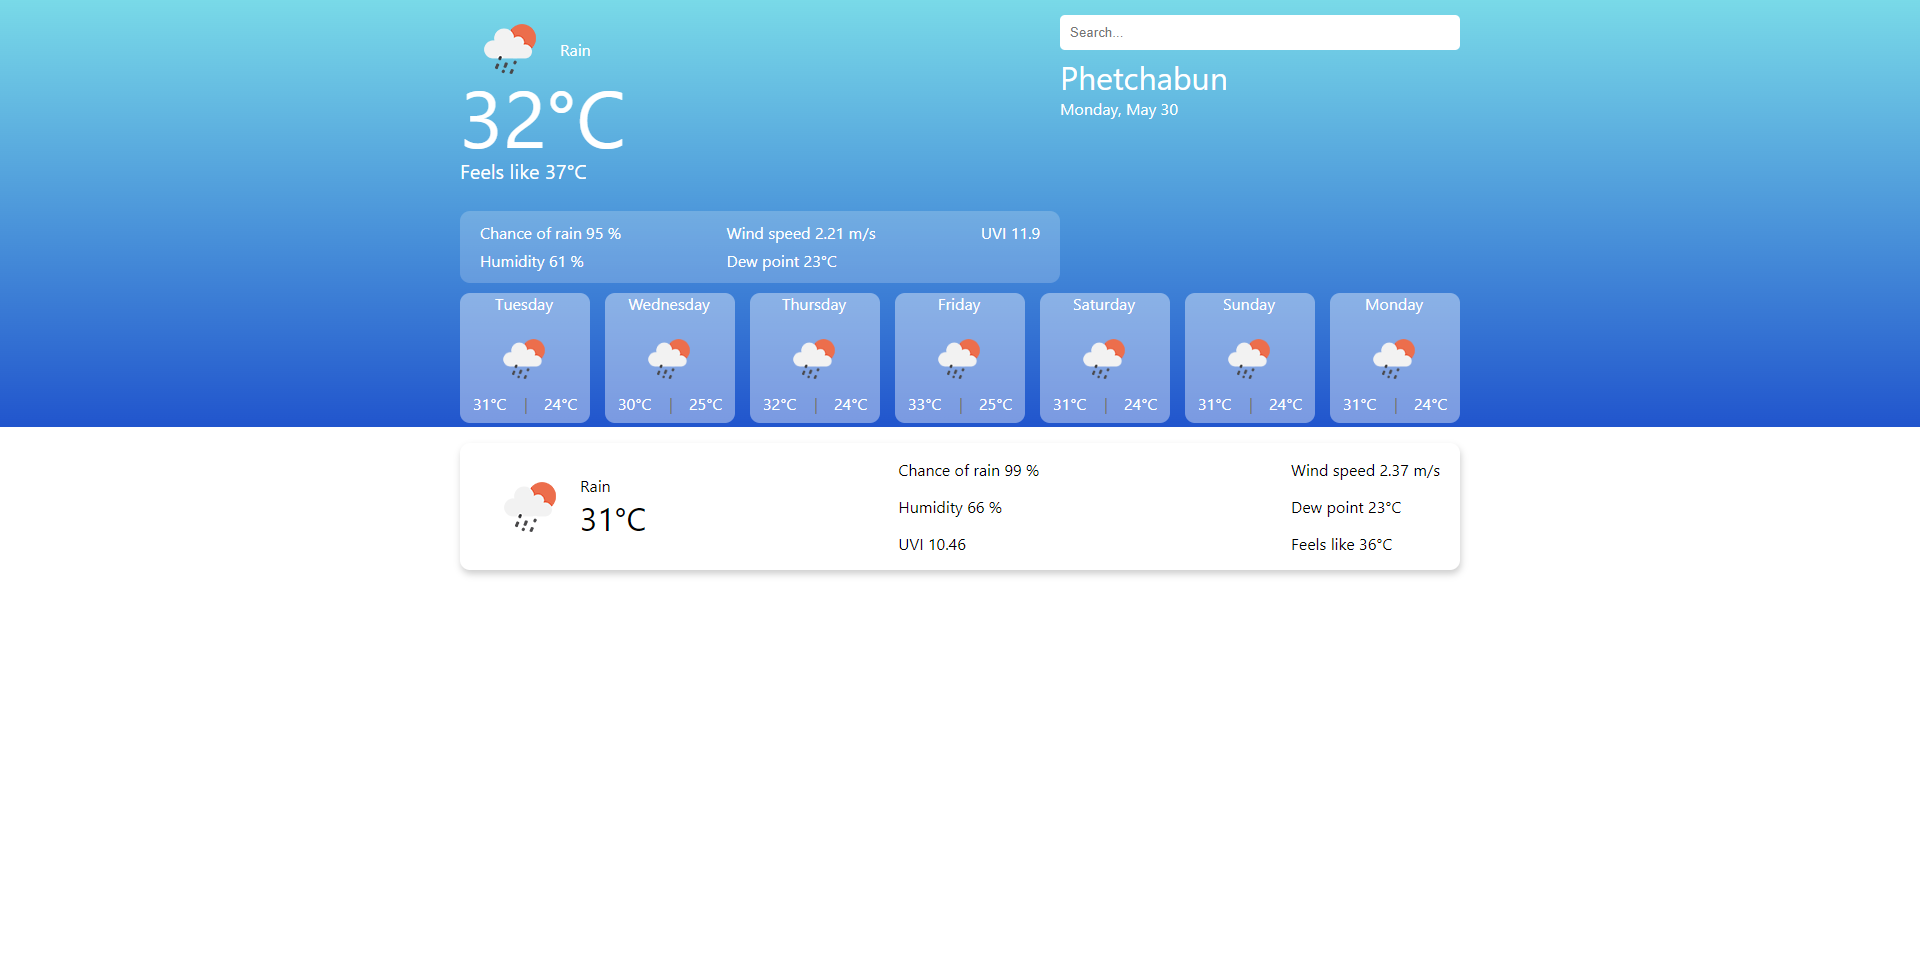 Rain
32°C
Feels like 37°C
Search...
Phetchabun
Monday, May 30
Chance of rain 95 % Wind speed 2.21 m/s UVI 11.9
Humidity 61 % Dew point 23°C
Tuesday Wednesday Thursday Friday Saturday Sunday Monday
31°C | 24°C 30°C | 25°C 32°C | 24°C 33°C | 25°C 31°C | 24°C 31°C | 24°C 31°C | 24°C
Rain
31°C
Chance of rain 99 % Wind speed 2.37 m/s
Humidity 66 % Dew point 23°C
UVI 10.46 Feels like 36°C